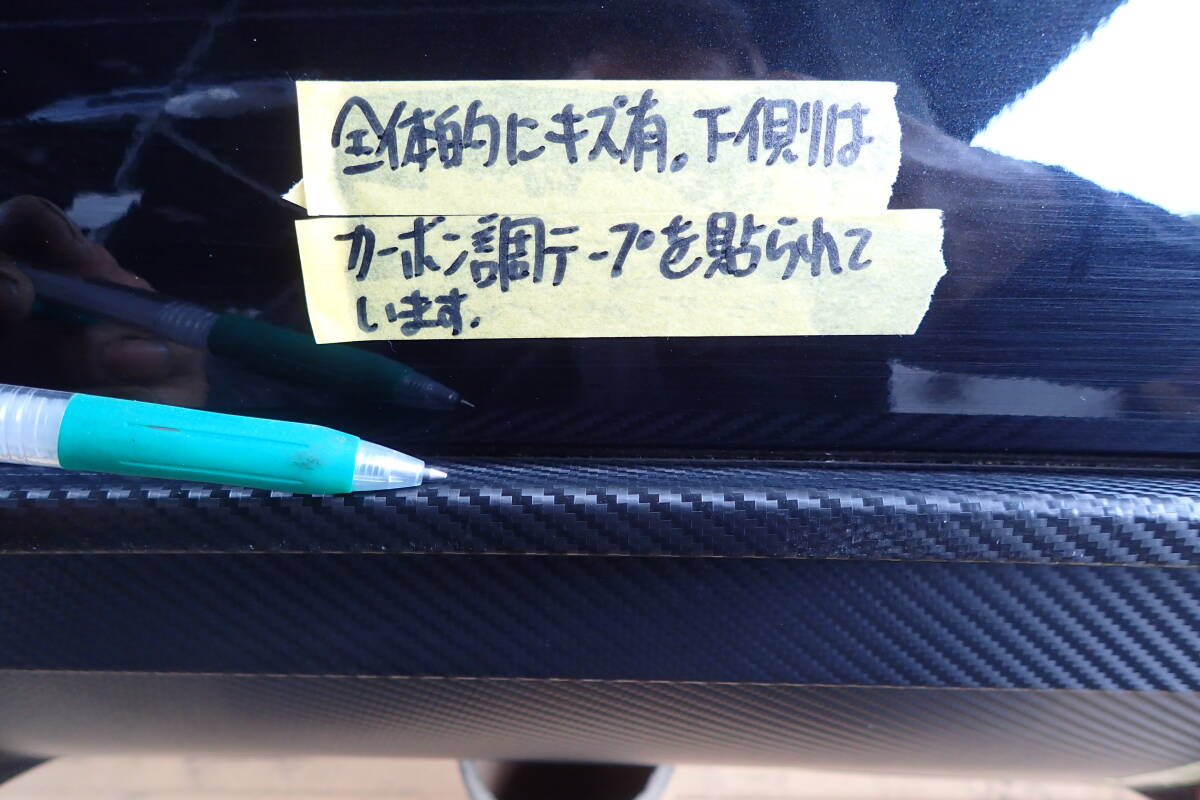 全体的にキズ有。下側は
カーボン調テープを貼られて
います。